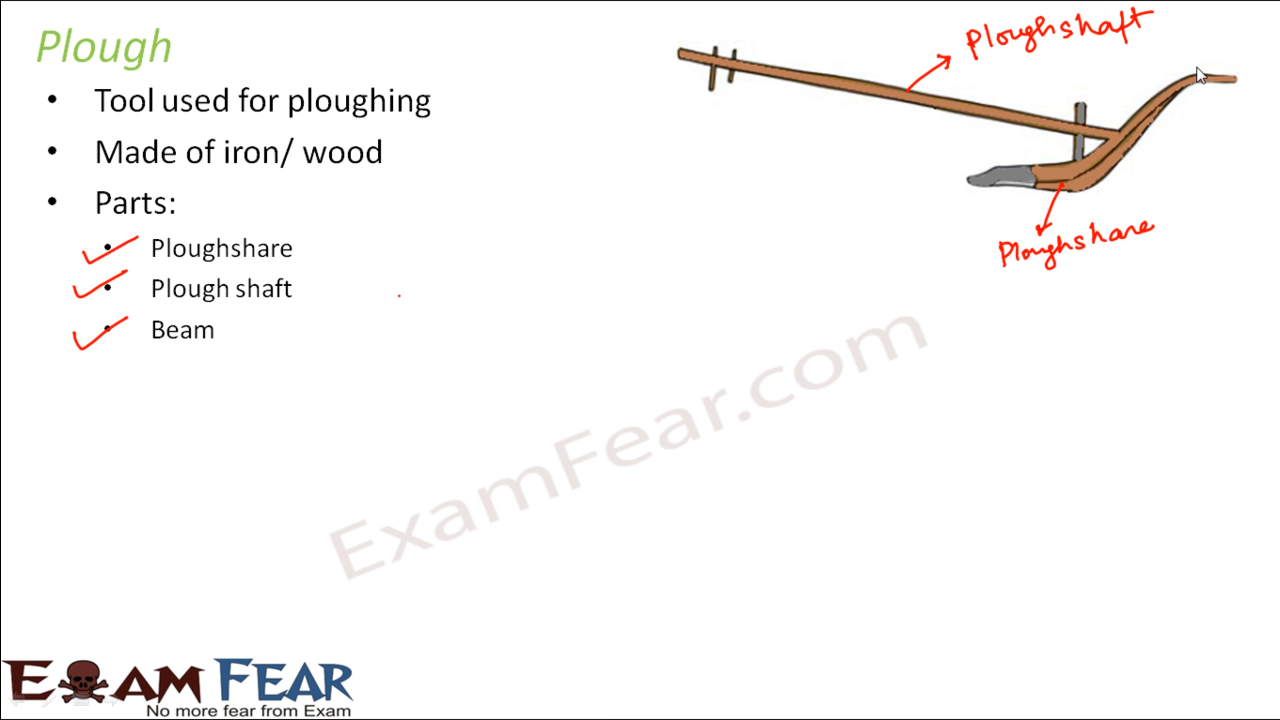 Plough
Ploughshaft
• Tool used for ploughing
• Made of iron/ wood
• Parts:
• Ploughshare
• Plough shaft
• Beam
Ploughshare
ExamFear.com
EXAM FEAR
No more fear from Exam